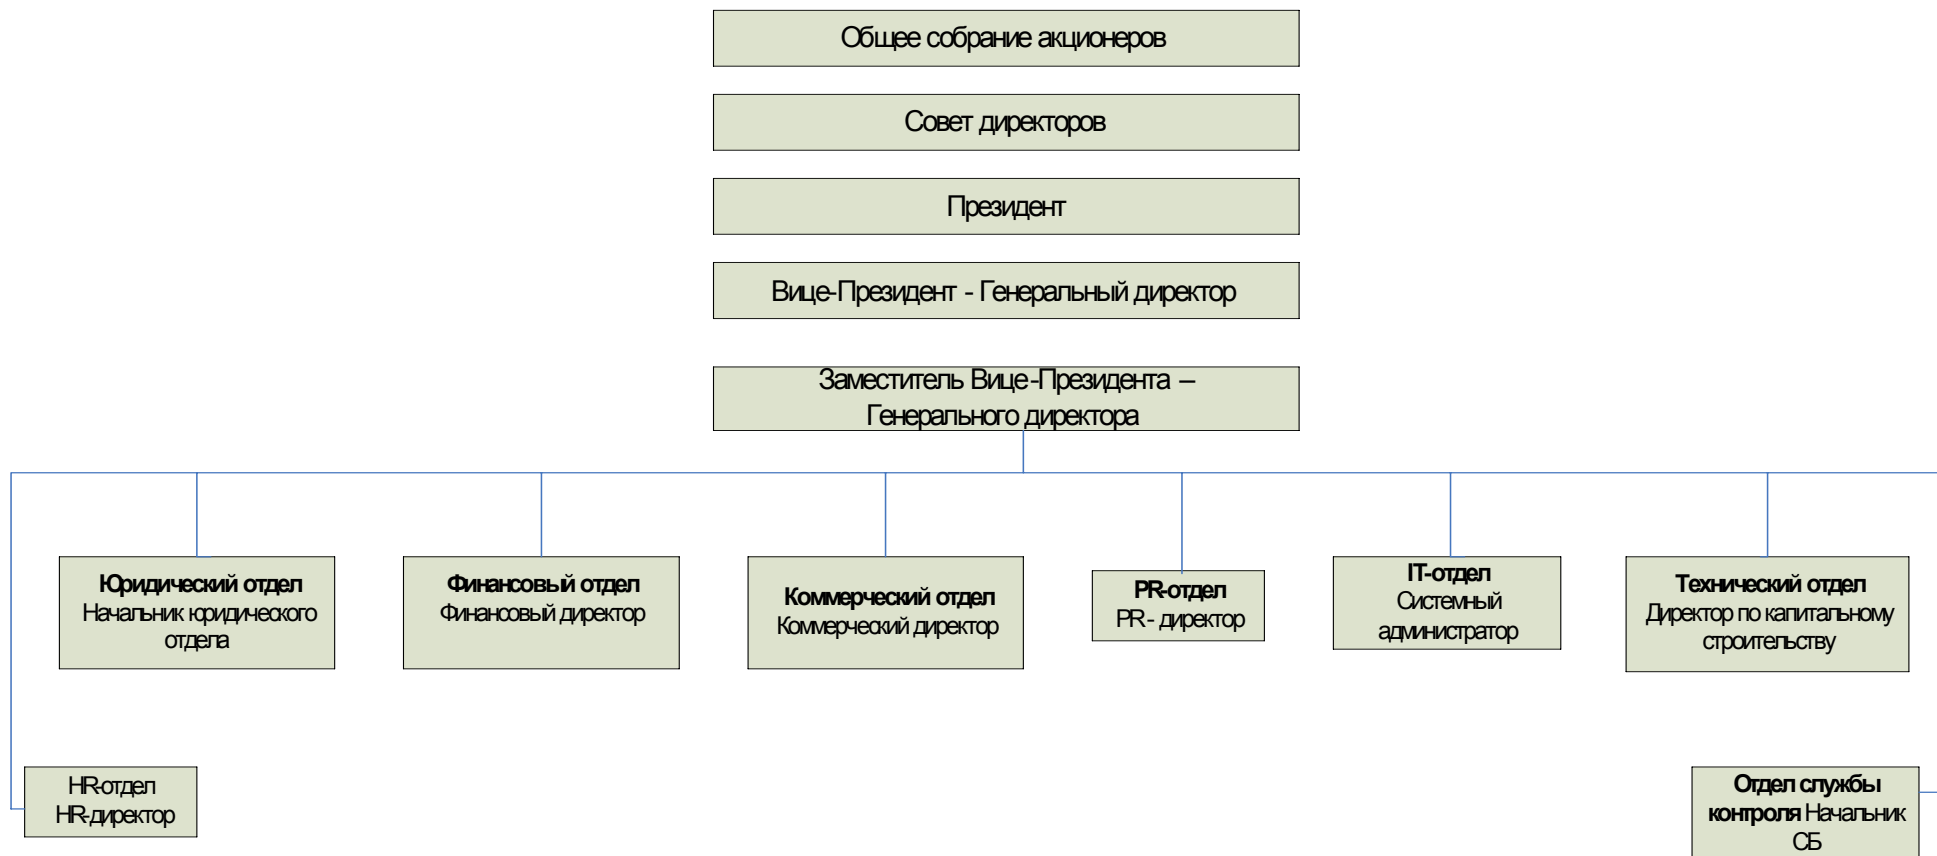 Общее собрание акционеров
Совет директоров
Президент
Вице-Президент - Генеральный директор
Заместитель Вице-Президента –
Генерального директора
Юридический отдел
Начальник юридического
отдела
Финансовый отдел
Финансовый директор
Коммерческий отдел
Коммерческий директор
PR-отдел
PR - директор
IT-отдел
Системный
администратор
Технический отдел
Директор по капитальному
строительству
HR-отдел
HR-директор
Отдел службы
контроля Начальник
СБ